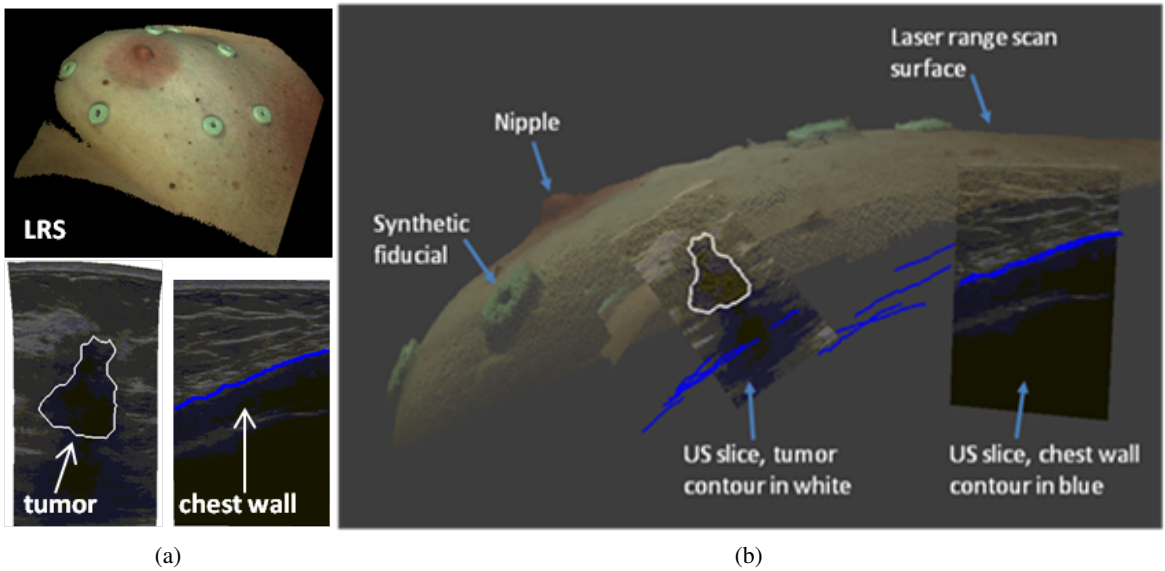 LRS
tumor
chest wall
(a)
Nipple
Synthetic
fiducial
Laser range scan
surface
US slice, tumor
contour in white
US slice, chest wall
contour in blue
(b)